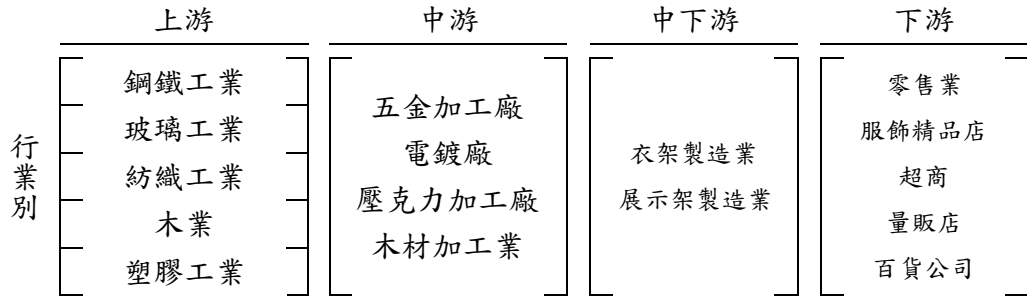 上游
鋼鐵工業
玻璃工業
紡織工業
木業
塑膠工業
中游
五金加工廠
電鍍廠
壓克力加工廠
木材加工業
中下游
衣架製造業
展示架製造業
下游
零售業
服飾精品店
超商
量販店
百貨公司
行業別